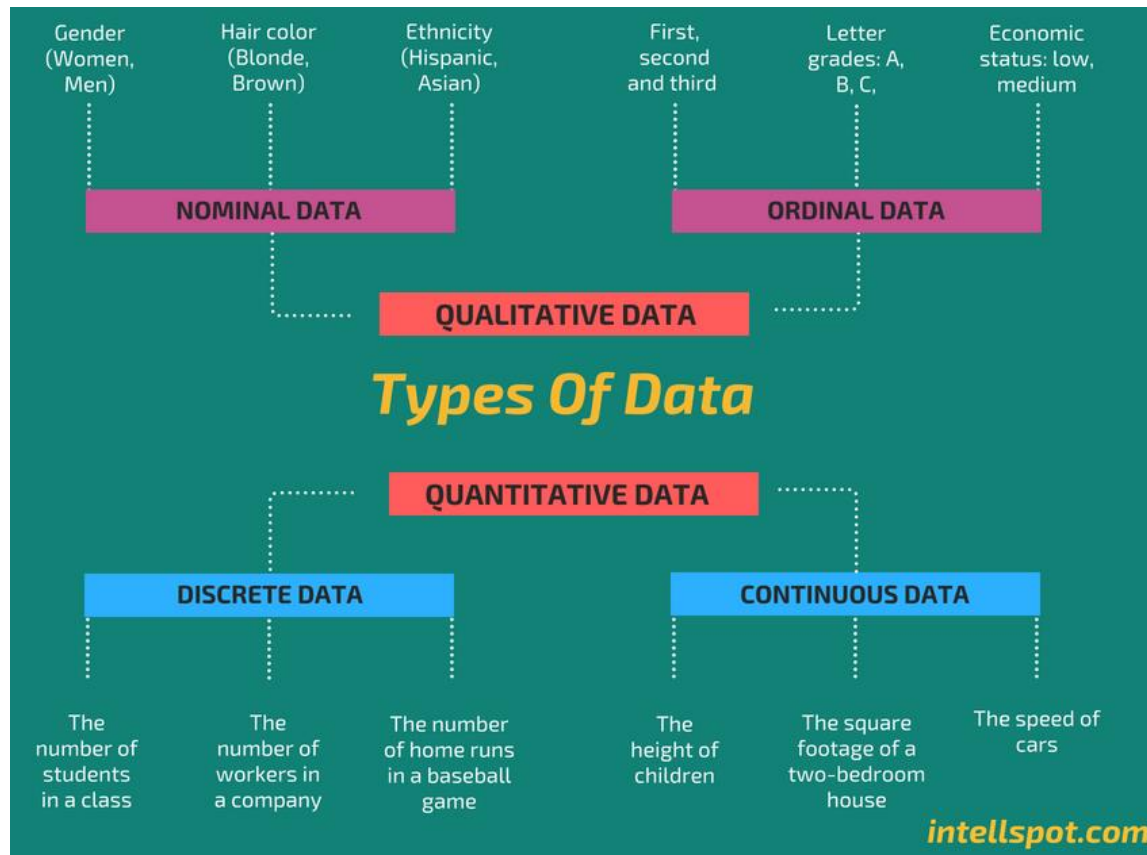 Gender
(Women,
Men)
Hair color
(Blonde,
Brown)
Ethnicity
(Hispanic,
Asian)
First,
second
and third
Letter
grades: A,
B, C,
Economic
status: low,
medium
NOMINAL DATA
ORDINAL DATA
QUALITATIVE DATA
Types Of Data
QUANTITATIVE DATA
DISCRETE DATA
CONTINUOUS DATA
The
number of
students
in a class
The
number of
workers in
a company
The number
of home runs
in a baseball
game
The
height of
children
The square
footage of a
two-bedroom
house
The speed of
cars
intellspot.com